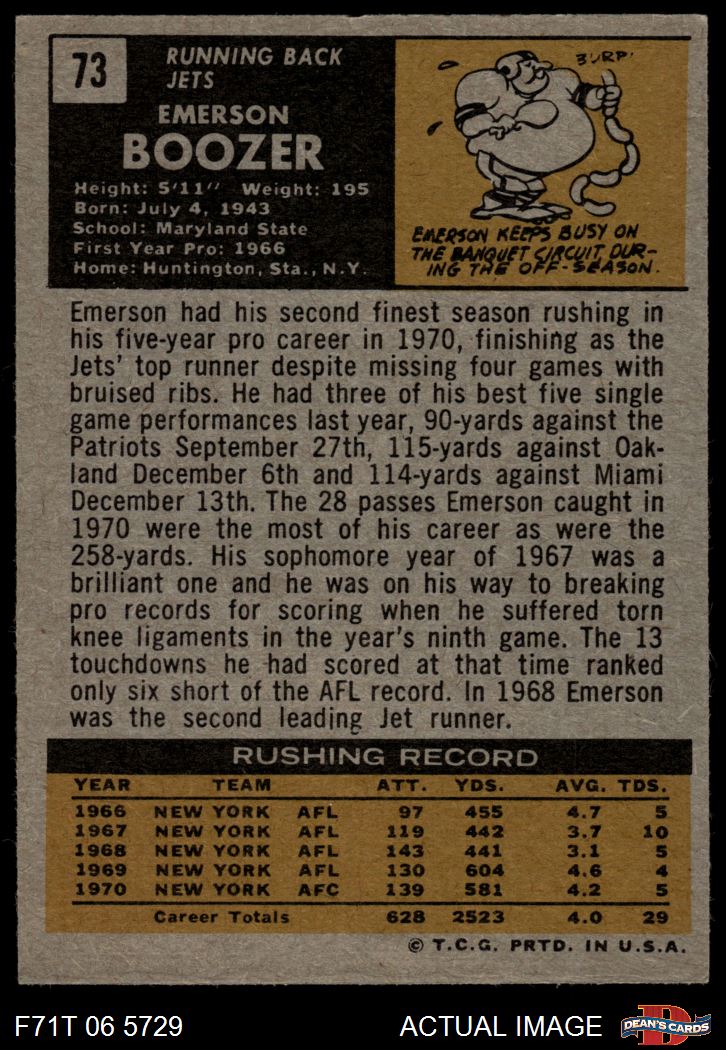 73
RUNNING BACK
JETS
EMERSON
BOOZER
Height: 5'11" Weight: 195
Born: July 4, 1943
School: Maryland State
First Year Pro: 1966
Home: Huntington, Sta., N.Y.
BURP!
EMERSON KEEPS BUSY ON
THE BANQUET CIRCUIT DUR-
ING THE OFF-SEASON.
Emerson had his second finest season rushing in
his five-year pro career in 1970, finishing as the
Jets' top runner despite missing four games with
bruised ribs. He had three of his best five single
game performances last year, 90-yards against the
Patriots September 27th, 115-yards against Oak-
land December 6th and 114-yards against Miami
December 13th. The 28 passes Emerson caught in
1970 were the most of his career as were the
258-yards. His sophomore year of 1967 was a
brilliant one and he was on his way to breaking
pro records for scoring when he suffered torn
knee ligaments in the year's ninth game. The 13
touchdowns he had scored at that time ranked
only six short of the AFL record. In 1968 Emerson
was the second leading Jet runner.
RUSHING RECORD
YEAR TEAM ATT. YDS. AVG. TDS.
1966 NEW YORK AFL 97 455 4.7 5
1967 NEW YORK AFL 119 442 3.7 10
1968 NEW YORK AFL 143 441 3.1 5
1969 NEW YORK AFL 130 604 4.6 4
1970 NEW YORK AFC 139 581 4.2 5
Career Totals 628 2523 4.0 29
© T.C.G. PRTD. IN U.S.A.
F71T 06 5729 ACTUAL IMAGE D DEAN'S CARDS